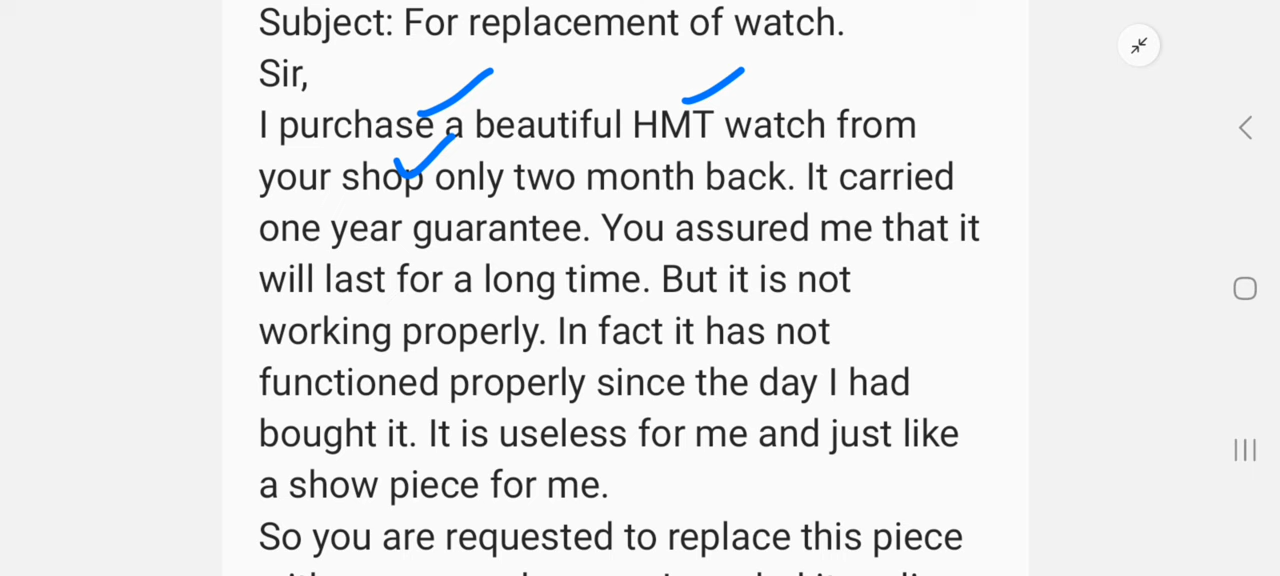 Subject: For replacement of watch.
Sir,
I purchase a beautiful HMT watch from
your shop only two month back. It carried
one year guarantee. You assured me that it
will last for a long time. But it is not
working properly. In fact it has not
functioned properly since the day I had
bought it. It is useless for me and just like
a show piece for me.
So you are requested to replace this piece